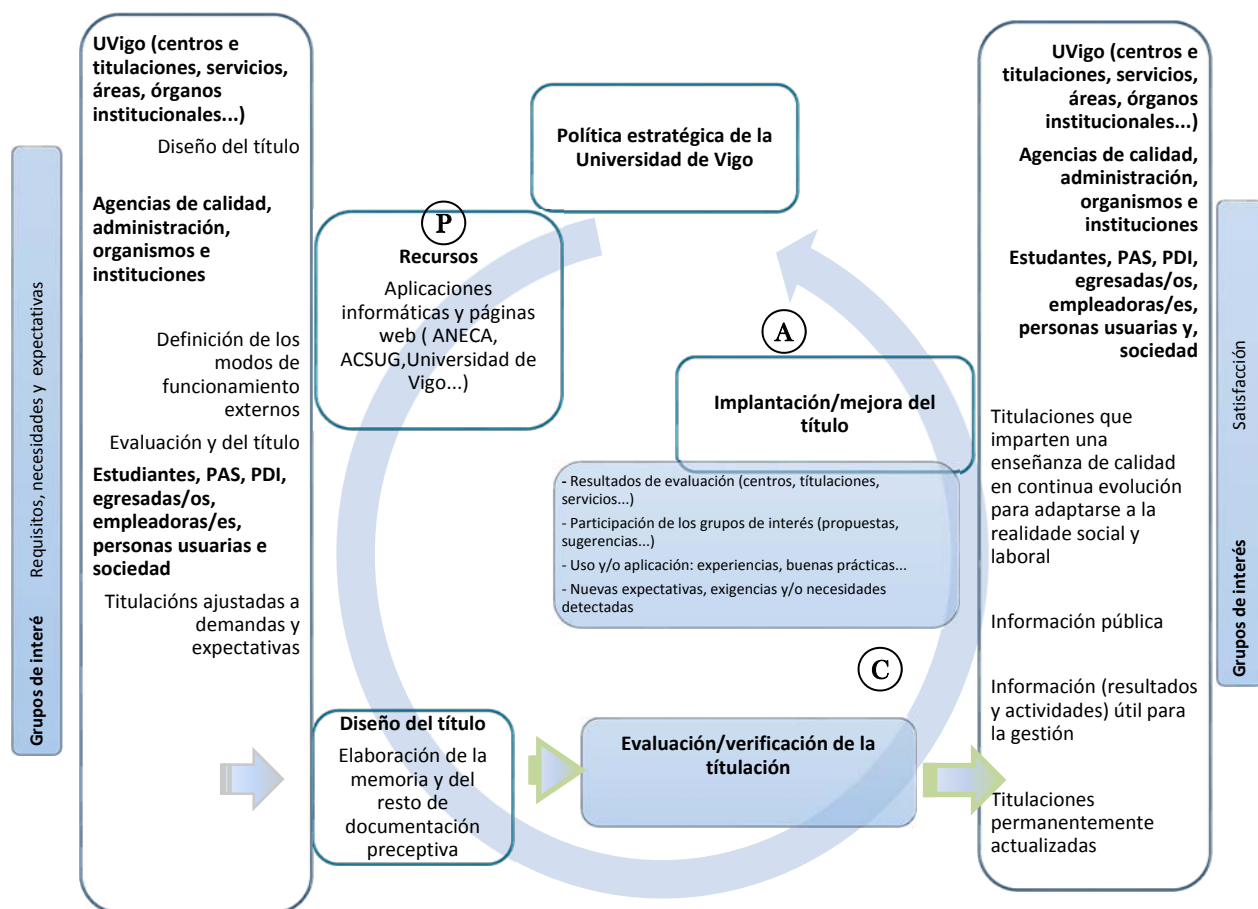 Grupos de interé Requisitos, necesidades y expectativas
UVigo (centros e
titulaciones, servicios,
áreas, órganos
institucionales...)
Diseño del título
Agencias de calidad,
administración,
organismos e
instituciones
Definición de los
modos de
funcionamiento
externos
Evaluación y del título
Estudiantes, PAS, PDI,
egresadas/os,
empleadoras/es,
personas usuarias e
sociedad
Titulacións ajustadas a
demandas y
expectativas
Política estratégica de la
Universidad de Vigo
P
Recursos
Aplicaciones
informáticas y páginas
web ( ANECA,
ACSUG,Universidad de
Vigo...)
A
Implantación/mejora del
título
- Resultados de evaluación (centros, títulaciones,
servicios...)
- Participación de los grupos de interés (propuestas,
sugerencias...)
- Uso y/o aplicación: experiencias, buenas prácticas...
- Nuevas expectativas, exigencias y/o necesidades
detectadas
C
Diseño del título
Elaboración de la
memoria y del
resto de
documentación
preceptiva
Evaluación/verificación de la
títulación
UVigo (centros e
titulaciones, servicios,
áreas, órganos
institucionales...)
Agencias de calidad,
administración,
organismos e
instituciones
Estudantes, PAS, PDI,
egresadas/os,
empleadoras/es,
personas usuarias y,
sociedad
Titulaciones que
imparten una
enseñanza de calidad
en continua evolución
para adaptarse a la
realidade social y
laboral
Información pública
Información (resultados
y actividades) útil para
la gestión
Titulaciones
permanentemente
actualizadas
Grupos de interés Satisfacción